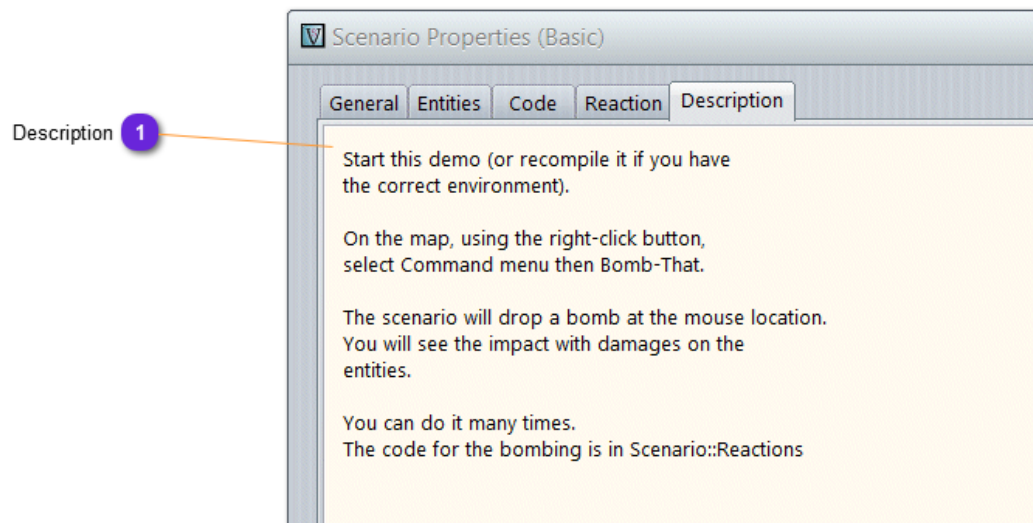 Scenario Properties (Basic)
General Entities Code Reaction Description
Description 1
Start this demo (or recompile it if you have
the correct environment).
On the map, using the right-click button,
select Command menu then Bomb-That.
The scenario will drop a bomb at the mouse location.
You will see the impact with damages on the
entities.
You can do it many times.
The code for the bombing is in Scenario::Reactions